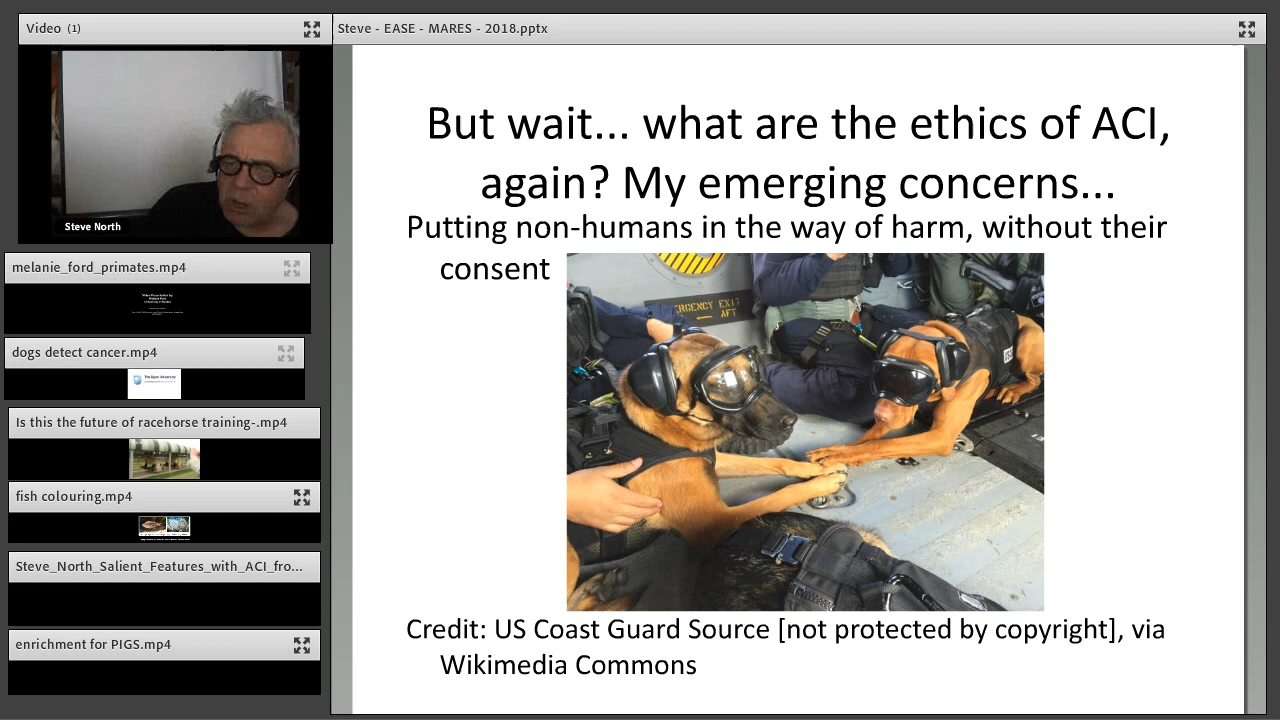 Video (1)
Steve - EASE - MARES - 2018.pptx
Steve North
melanie_ford_primates.mp4
dogs detect cancer.mp4
The Open University
Is this the future of racehorse training-.mp4
fish colouring.mp4
Steve_North_Salient_Features_with_ACI_fro...
enrichment for PIGS.mp4
But wait... what are the ethics of ACI,
again? My emerging concerns...
Putting non-humans in the way of harm, without their
consent
EMERGENCY EXIT
AFT
Credit: US Coast Guard Source [not protected by copyright], via
Wikimedia Commons